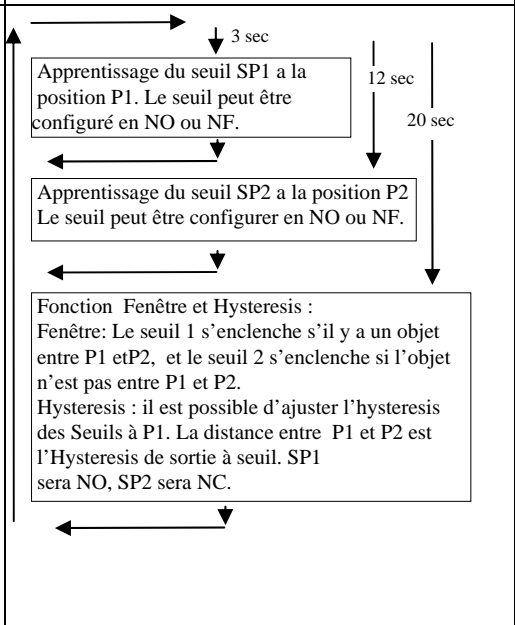 3 sec
Apprentissage du seuil SP1 a la
position P1. Le seuil peut être
configuré en NO ou NF.
12 sec
20 sec
Apprentissage du seuil SP2 a la position P2
Le seuil peut être configurer en NO ou NF.
Fonction Fenêtre et Hysteresis :
Fenêtre: Le seuil 1 s’enclenche s’il y a un objet
entre P1 etP2, et le seuil 2 s’enclenche si l’objet
n’est pas entre P1 et P2.
Hysteresis : il est possible d’ajuster l’hysteresis
des Seuils à P1. La distance entre P1 et P2 est
l’Hysteresis de sortie à seuil. SP1
sera NO, SP2 sera NC.